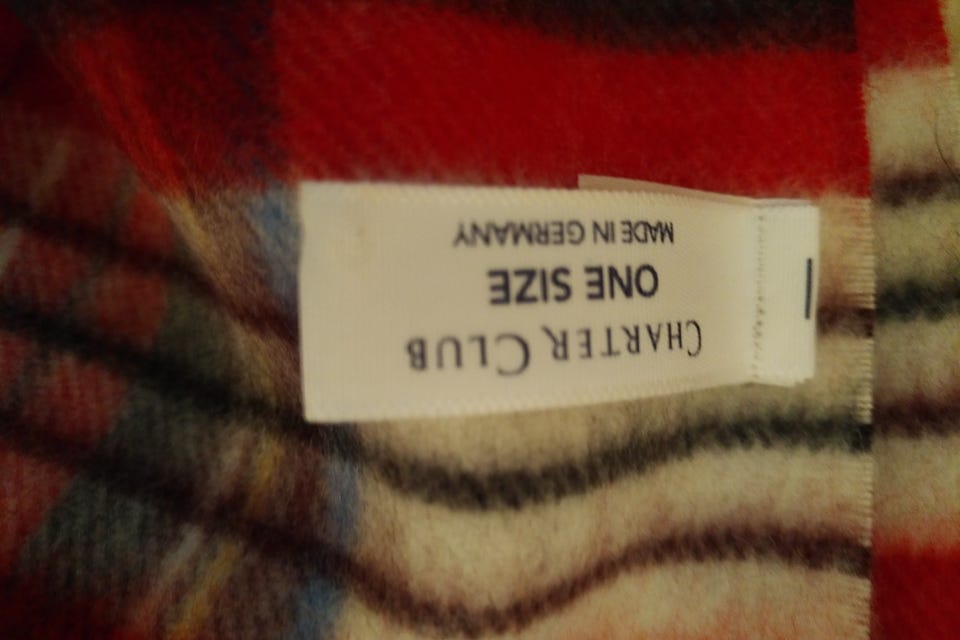 CHARTER CLUB
ONE SIZE
MADE IN GERMANY